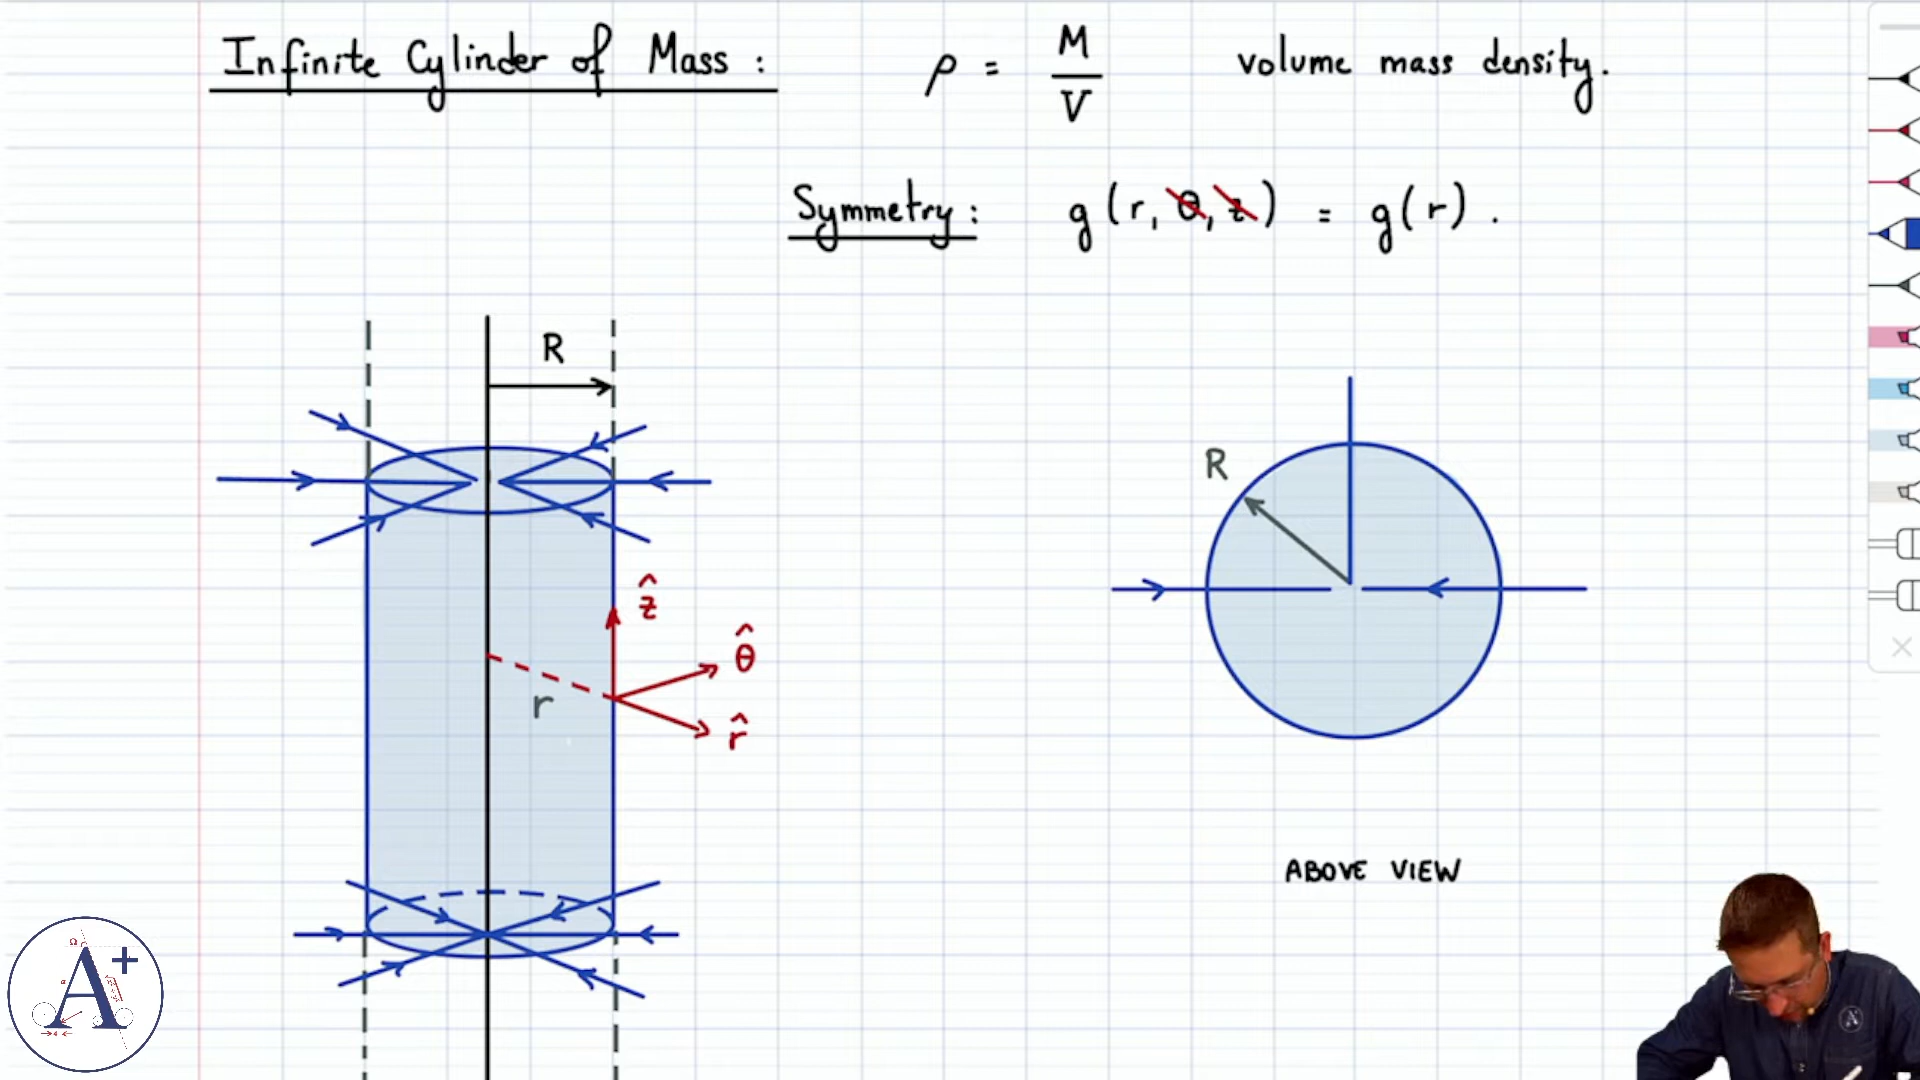 Infinite Cylinder of Mass : ρ = M/V volume mass density.
Symmetry : g(r, θ, z) = g(r) .
R
R
ẑ
θ̂
r
r̂
ABOVE VIEW
A+